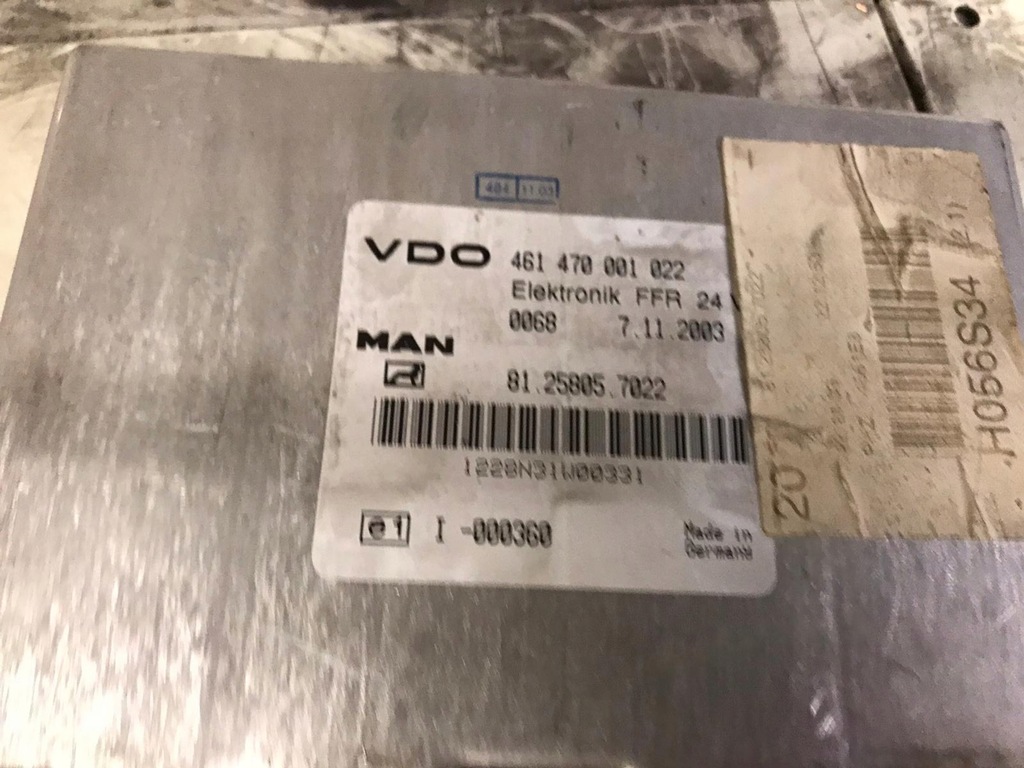 484 11.03
VDO 461 470 001 022
Elektronik FFR 24 V
0068 7.11.2003
MAN
81.25805.7022
1228N31W00331
e1 I -000360
Made in
Germany
H056S34